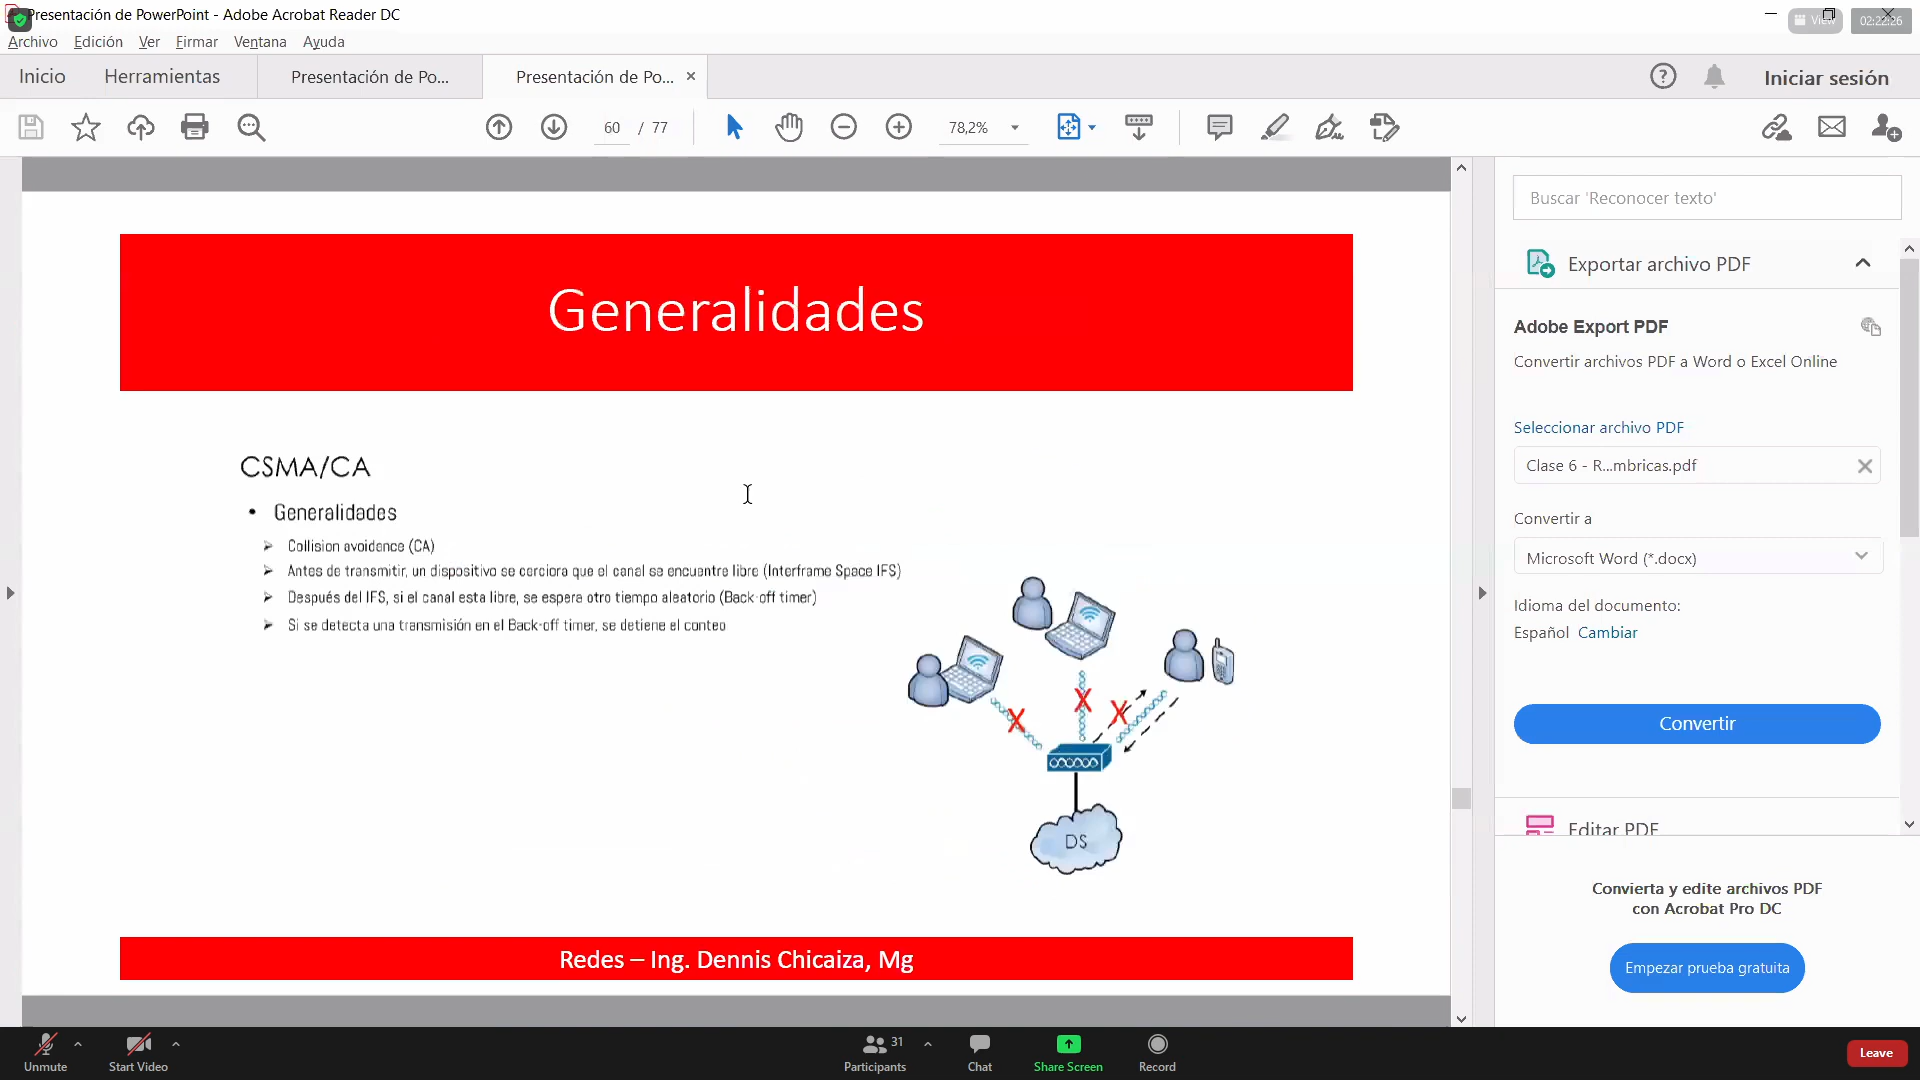 Presentación de PowerPoint - Adobe Acrobat Reader DC
View
02:22:26
Archivo Edición Ver Firmar Ventana Ayuda
Inicio Herramientas Presentación de Po... Presentación de Po... × Iniciar sesión
60 / 77 78,2%
Buscar 'Reconocer texto'
Exportar archivo PDF
Adobe Export PDF
Convertir archivos PDF a Word o Excel Online
Seleccionar archivo PDF
Clase 6 - R...mbricas.pdf
Convertir a
Microsoft Word (*.docx)
Idioma del documento:
Español Cambiar
Convertir
Editar PDF
Convierta y edite archivos PDF
con Acrobat Pro DC
Empezar prueba gratuita
Generalidades
CSMA/CA
• Generalidades
➢ Collision avoidence (CA)
➢ Antes de transmitir, un dispositivo se cerciora que el canal se encuentre libre (Interframe Space IFS)
➢ Después del IFS, si el canal esta libre, se espera otro tiempo aleatorio (Back-off timer)
➢ Si se detecta una transmisión en el Back-off timer, se detiene el conteo
X
X
X
DS
Redes – Ing. Dennis Chicaiza, Mg
Unmute Start Video Participants 31 Chat Share Screen Record Leave